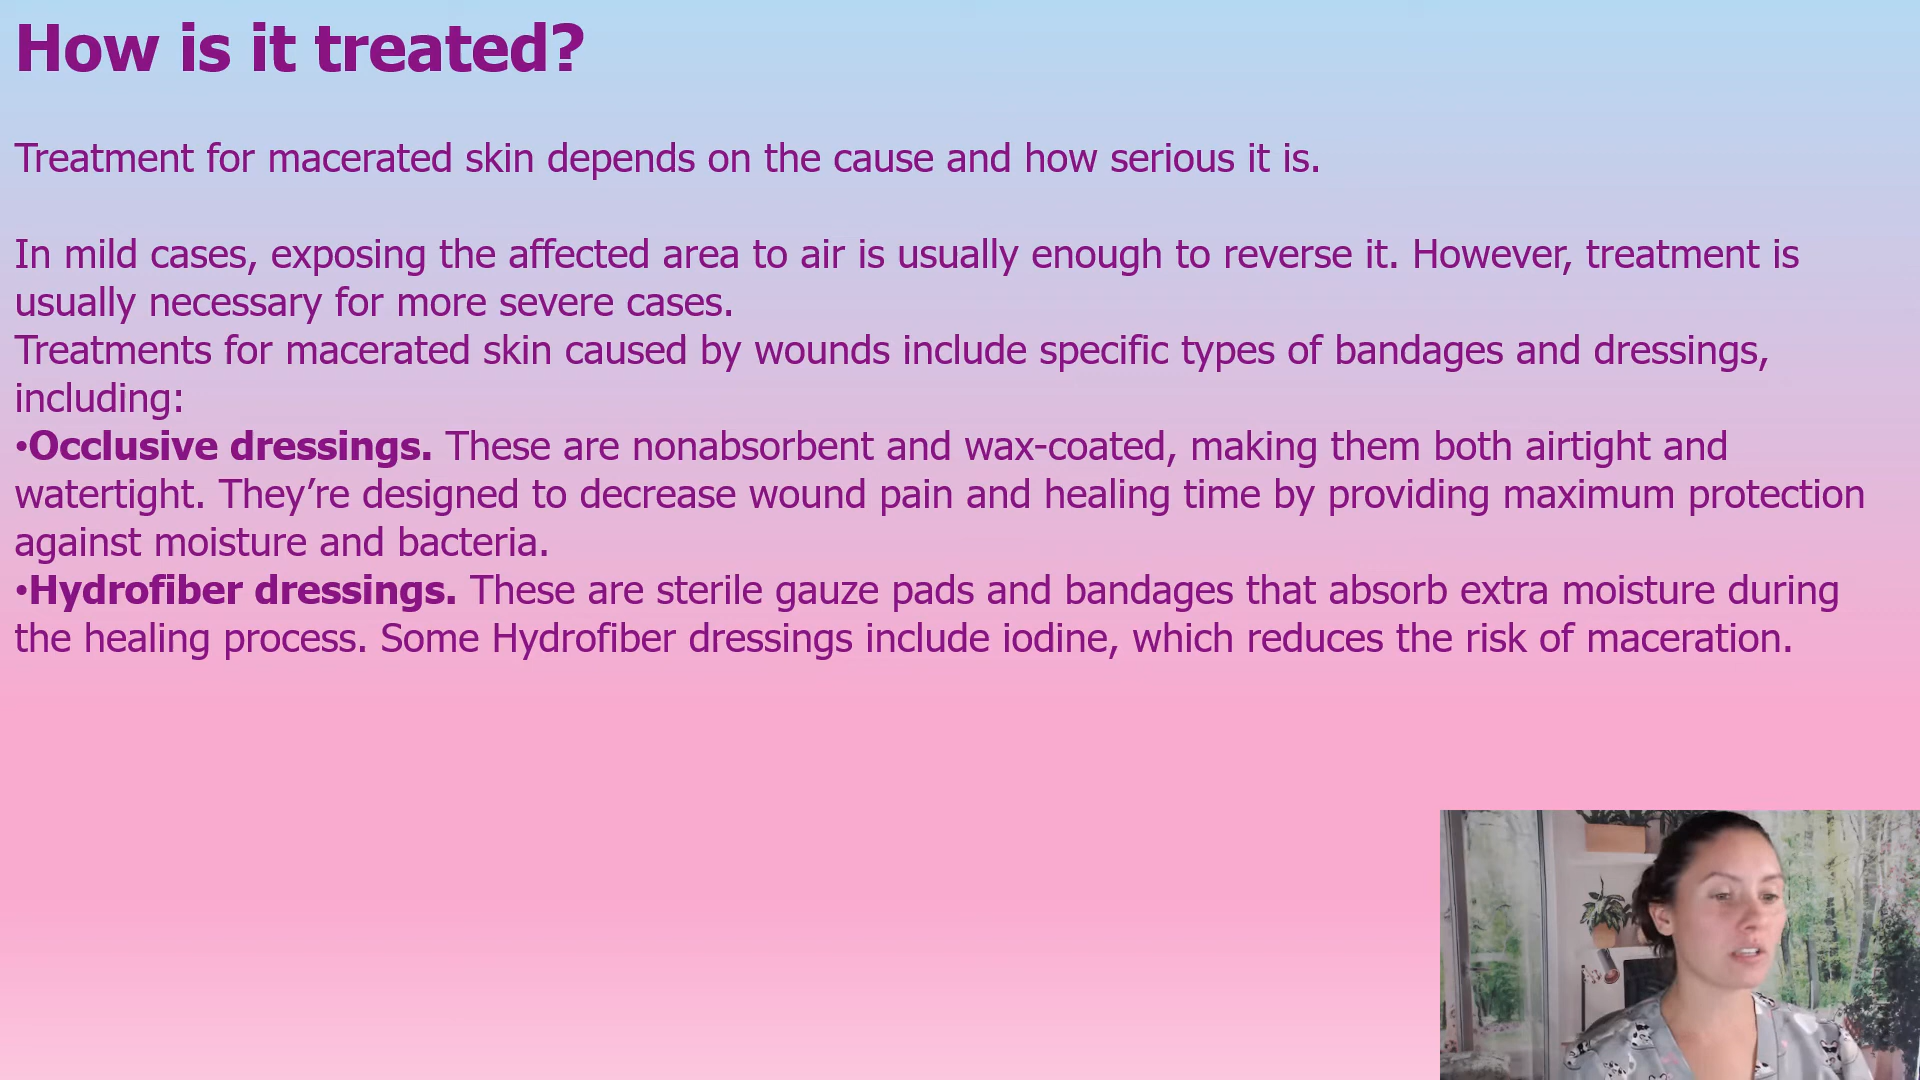 How is it treated?
Treatment for macerated skin depends on the cause and how serious it is.
In mild cases, exposing the affected area to air is usually enough to reverse it. However, treatment is
usually necessary for more severe cases.
Treatments for macerated skin caused by wounds include specific types of bandages and dressings,
including:
•Occlusive dressings. These are nonabsorbent and wax-coated, making them both airtight and
watertight. They’re designed to decrease wound pain and healing time by providing maximum protection
against moisture and bacteria.
•Hydrofiber dressings. These are sterile gauze pads and bandages that absorb extra moisture during
the healing process. Some Hydrofiber dressings include iodine, which reduces the risk of maceration.